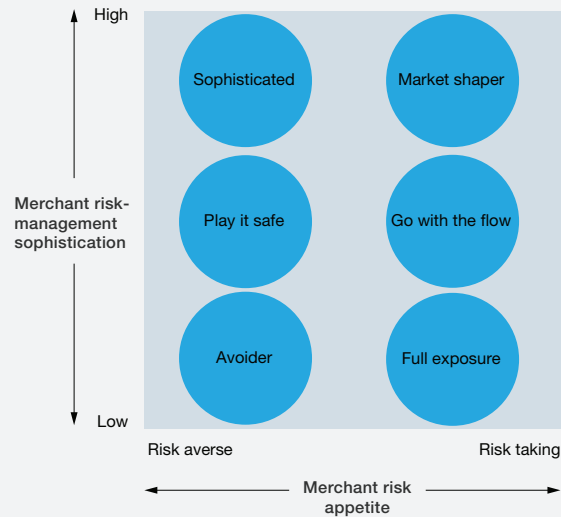 High
Sophisticated
Market shaper
Merchant risk-
management
sophistication
Play it safe
Go with the flow
Avoider
Full exposure
Low
Risk averse
Risk taking
Merchant risk
appetite